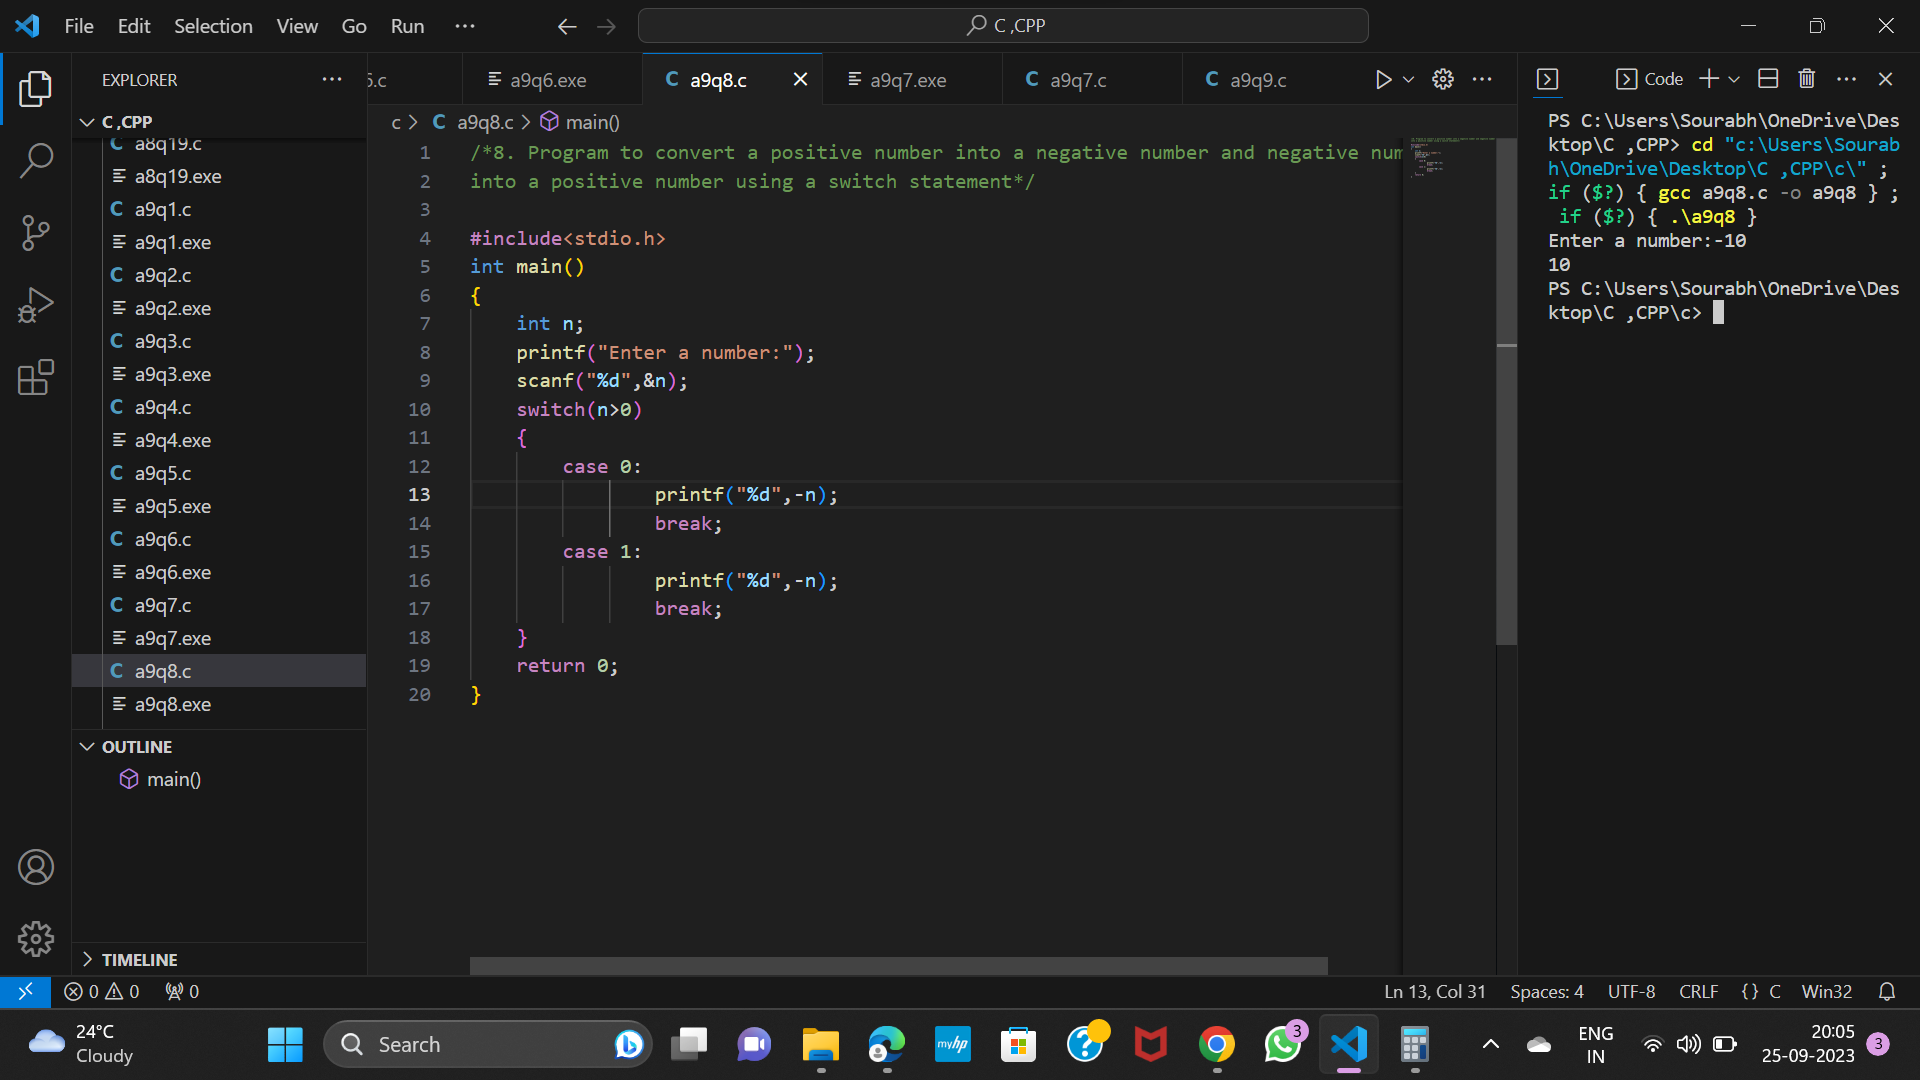 File Edit Selection View Go Run ···
C ,CPP
EXPLORER
C ,CPP
a8q19.c
a8q19.exe
a9q1.c
a9q1.exe
a9q2.c
a9q2.exe
a9q3.c
a9q3.exe
a9q4.c
a9q4.exe
a9q5.c
a9q5.exe
a9q6.c
a9q6.exe
a9q7.c
a9q7.exe
a9q8.c
a9q8.exe
OUTLINE
main()
TIMELINE
.c a9q6.exe a9q8.c a9q7.exe a9q7.c a9q9.c
c > a9q8.c > main()
1 /*8. Program to convert a positive number into a negative number and negative num
2 into a positive number using a switch statement*/
3
4 #include<stdio.h>
5 int main()
6 {
7 int n;
8 printf("Enter a number:");
9 scanf("%d",&n);
10 switch(n>0)
11 {
12 case 0:
13 printf("%d",-n);
14 break;
15 case 1:
16 printf("%d",-n);
17 break;
18 }
19 return 0;
20 }
Code
PS C:\Users\Sourabh\OneDrive\Des
ktop\C ,CPP> cd "c:\Users\Sourab
h\OneDrive\Desktop\C ,CPP\c\" ;
if ($?) { gcc a9q8.c -o a9q8 } ;
if ($?) { .\a9q8 }
Enter a number:-10
10
PS C:\Users\Sourabh\OneDrive\Des
ktop\C ,CPP\c>
0 0 0
Ln 13, Col 31 Spaces: 4 UTF-8 CRLF {} C Win32
24°C
Cloudy
Search
myhp
3
ENG
IN
20:05
25-09-2023
3